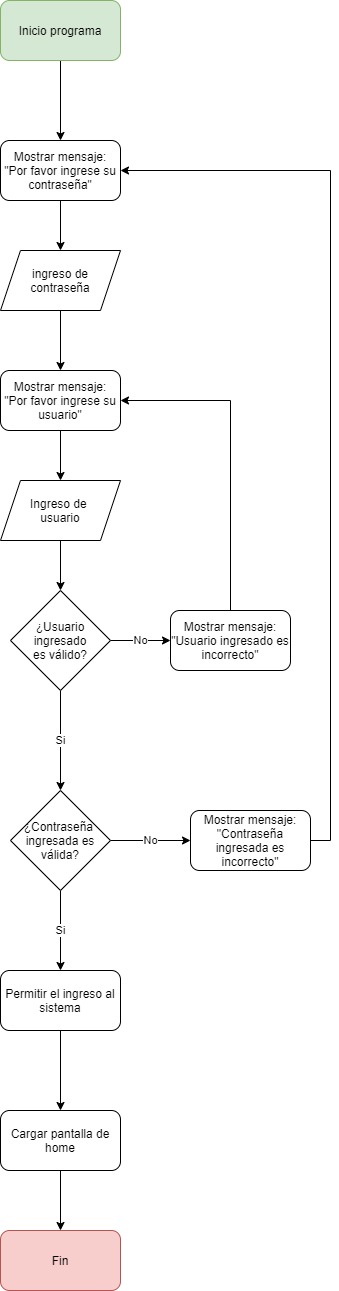 Inicio programa
Mostrar mensaje:
"Por favor ingrese su
contraseña"
ingreso de
contraseña
Mostrar mensaje:
"Por favor ingrese su
usuario"
Ingreso de
usuario
¿Usuario
ingresado
es válido?
No
Mostrar mensaje:
"Usuario ingresado es
incorrecto"
Si
¿Contraseña
ingresada es
válida?
No
Mostrar mensaje:
"Contraseña
ingresada es
incorrecto"
Si
Permitir el ingreso al
sistema
Cargar pantalla de
home
Fin